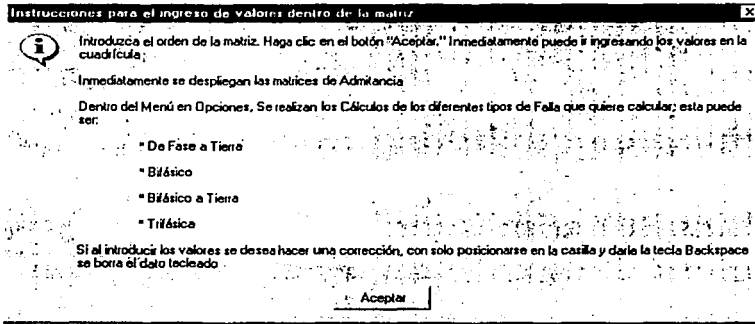 Instrucciones para el ingreso de valores dentro de la matriz
Introduzca el orden de la matriz. Haga clic en el botón "Aceptar," Inmediatamente puede ir ingresando los valores en la
cuadrícula;
Inmediatamente se despliegan las matrices de Admitancia
Dentro del Menú en Opciones, Se realizan los Cálculos de los diferentes tipos de Falla que quiere calcular; esta puede
ser:
" De Fase a Tierra
" Bifásico
" Bifásico a Tierra
" Trifásica
Si al introducir los valores se desea hacer una corrección, con solo posicionarse en la casilla y darle la tecla Backspace
se borra el dato tecleado
Aceptar